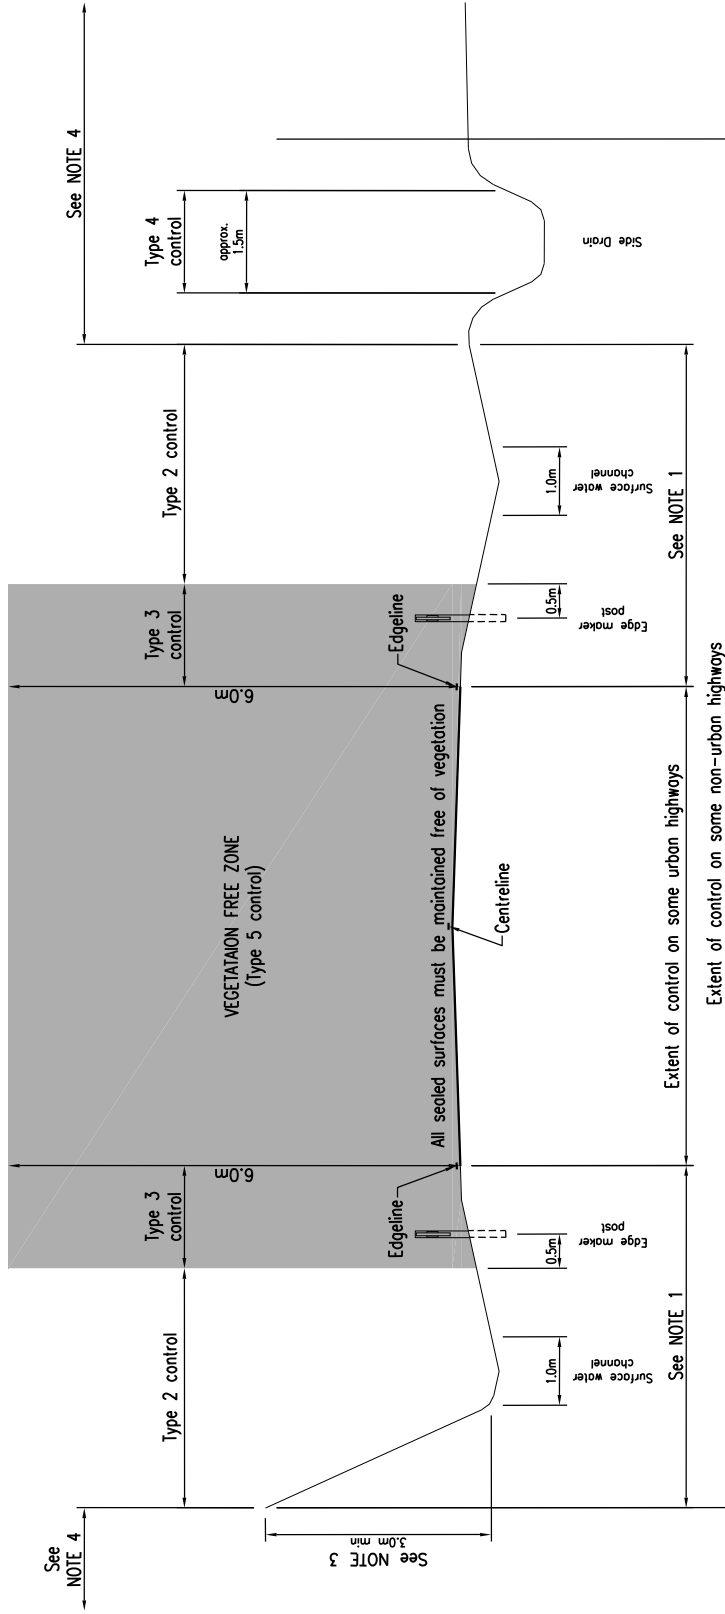 See
NOTE 4
Type 2 control
Type 3
control
VEGETATAION FREE ZONE
(Type 5 control)
Type 3
control
Type 2 control
Type 4
control
approx.
1.5m
See NOTE 4
6.0m
6.0m
See NOTE 3
3.0m min
Edgeline
All sealed surfaces must be maintained free of vegetation
Edgeline
Centreline
1.0m
Surface water
channel
0.5m
Edge maker
post
0.5m
Edge maker
post
1.0m
Surface water
channel
Side Drain
See NOTE 1
Extent of control on some urban highways
See NOTE 1
Extent of control on some non-urban highways